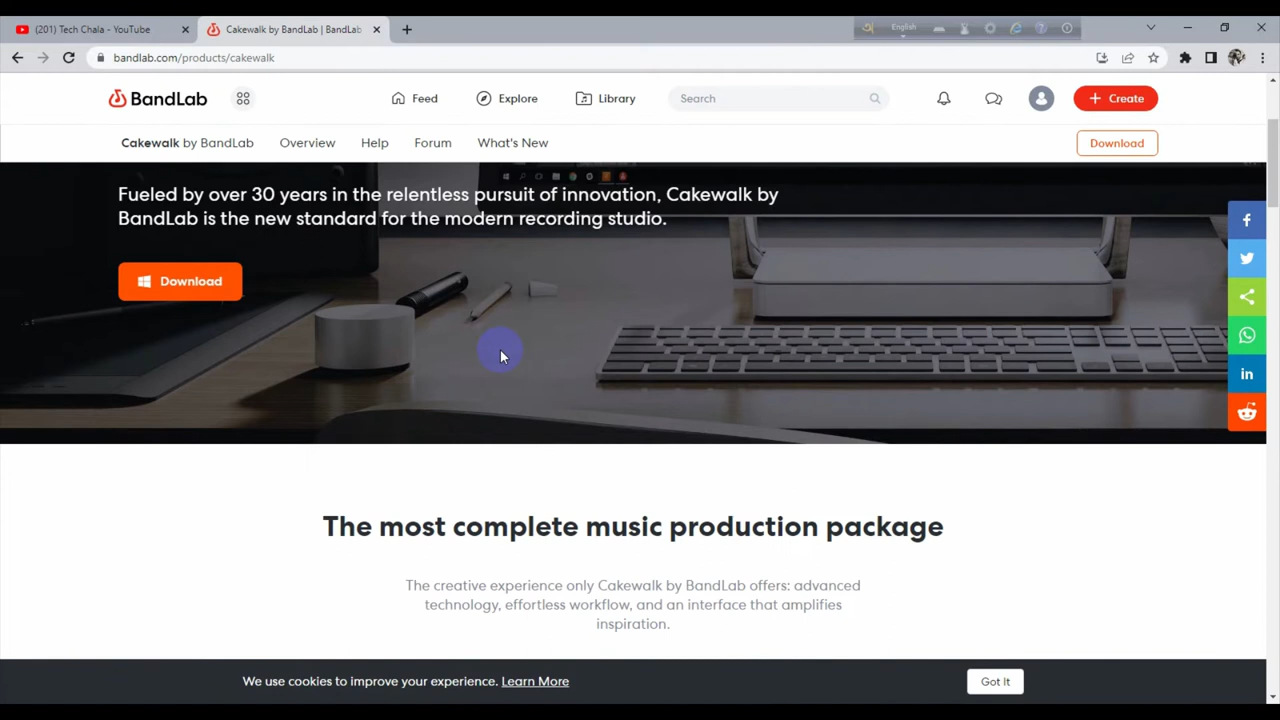 (201) Tech Chala - YouTube
Cakewalk by BandLab | BandLab
English
bandlab.com/products/cakewalk
BandLab
Feed
Explore
Library
Search
+ Create
Cakewalk by BandLab
Overview
Help
Forum
What's New
Download
Fueled by over 30 years in the relentless pursuit of innovation, Cakewalk by
BandLab is the new standard for the modern recording studio.
Download
The most complete music production package
The creative experience only Cakewalk by BandLab offers: advanced
technology, effortless workflow, and an interface that amplifies
inspiration.
We use cookies to improve your experience. Learn More
Got It